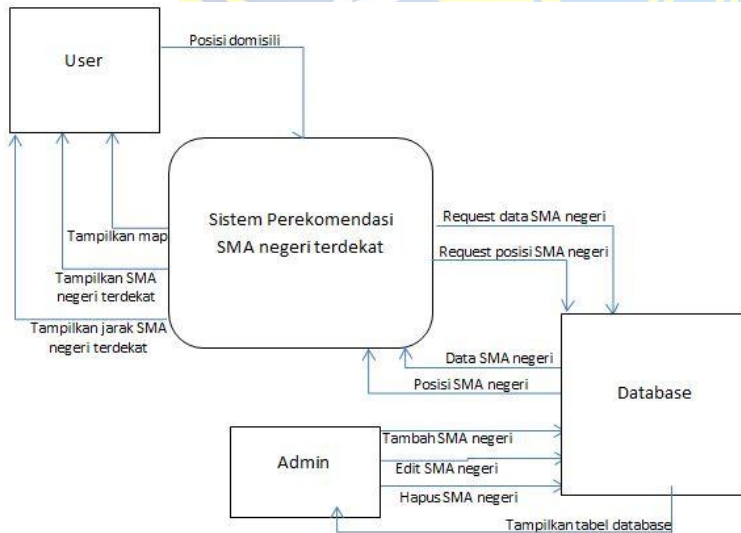 User
Posisi domisili
Sistem Perekomendasi
SMA negeri terdekat
Tampilkan map
Tampilkan SMA
negeri terdekat
Tampilkan jarak SMA
negeri terdekat
Request data SMA negeri
Request posisi SMA negeri
Data SMA negeri
Posisi SMA negeri
Database
Admin
Tambah SMA negeri
Edit SMA negeri
Hapus SMA negeri
Tampilkan tabel database